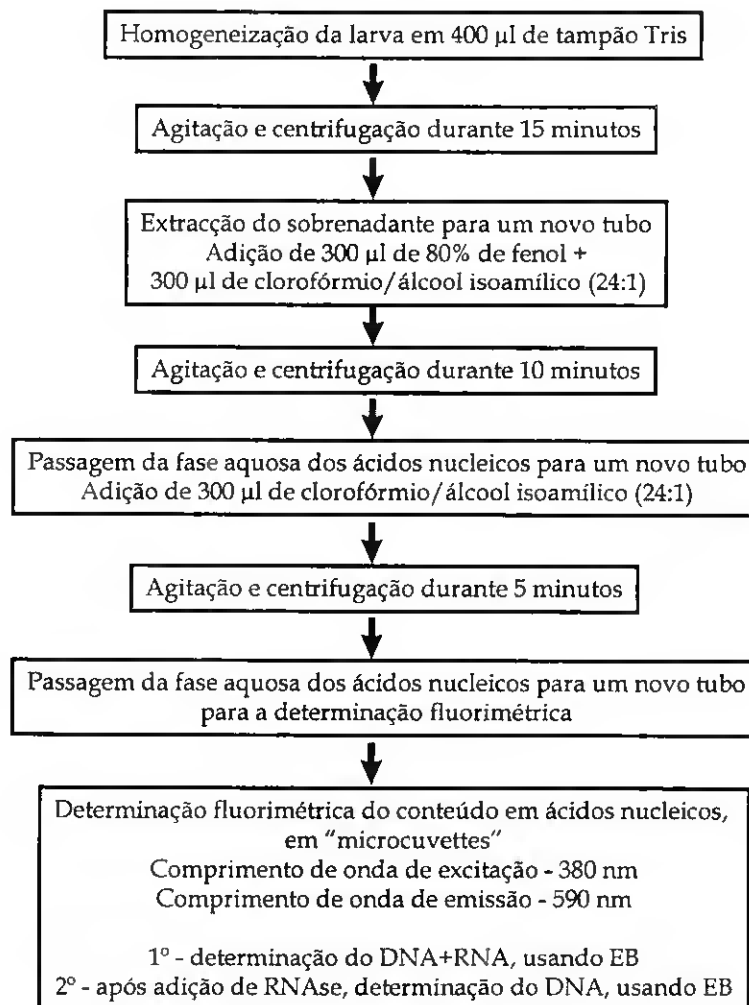 Homogeneização da larva em 400 µl de tampão Tris
Agitação e centrifugação durante 15 minutos
Extracção do sobrenadante para um novo tubo
Adição de 300 µl de 80% de fenol +
300 µl de clorofórmio/álcool isoamílico (24:1)
Agitação e centrifugação durante 10 minutos
Passagem da fase aquosa dos ácidos nucleicos para um novo tubo
Adição de 300 µl de clorofórmio/álcool isoamílico (24:1)
Agitação e centrifugação durante 5 minutos
Passagem da fase aquosa dos ácidos nucleicos para um novo tubo
para a determinação fluorimétrica
Determinação fluorimétrica do conteúdo em ácidos nucleicos,
em "microcuvettes"
Comprimento de onda de excitação - 380 nm
Comprimento de onda de emissão - 590 nm
1º - determinação do DNA+RNA, usando EB
2º - após adição de RNAse, determinação do DNA, usando EB